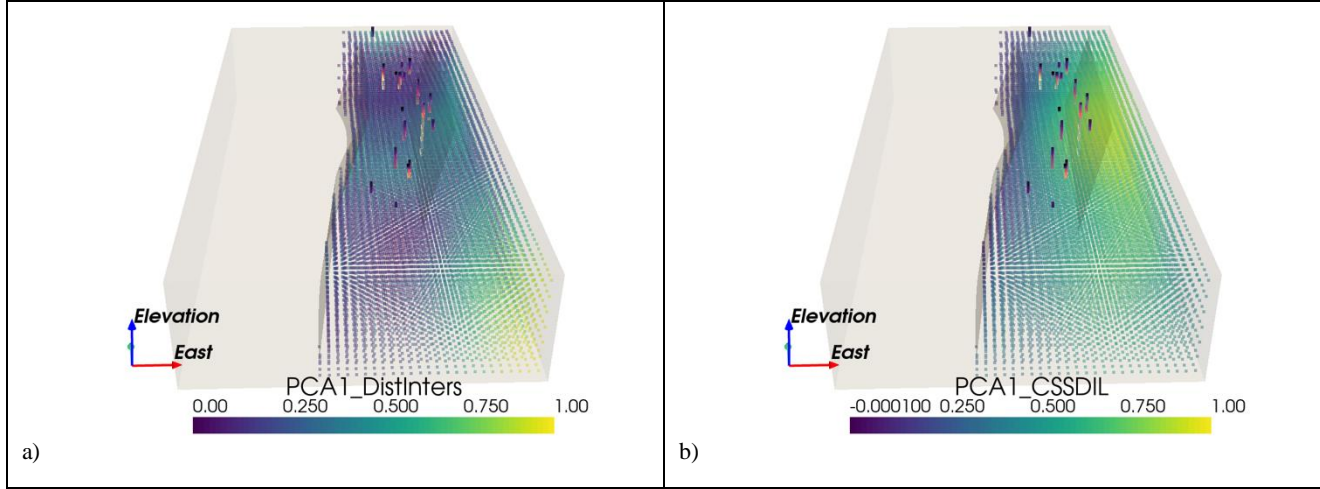 Elevation
East
PCA1_DistInters
0.00 0.250 0.500 0.750 1.00
a)
Elevation
East
PCA1_CSSDIL
-0.000100 0.250 0.500 0.750 1.00
b)